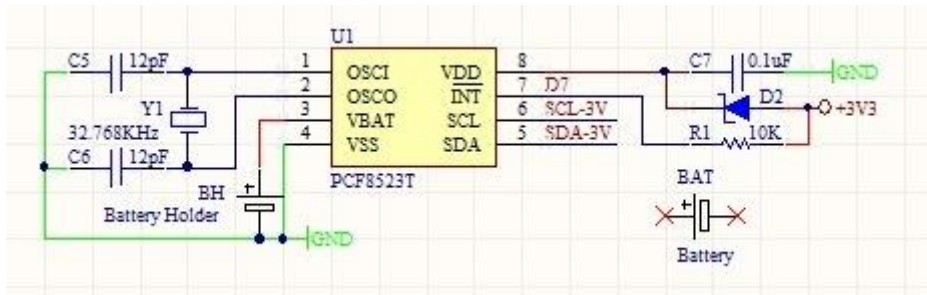 U1
C5 12pF 1 OSCI VDD 8 C7 0.1uF GND
2 OSCO INT 7 D7 D2 +3V3
Y1 3 VBAT SCL 6 SCL-3V
32.768KHz 4 VSS SDA 5 SDA-3V R1 10K
C6 12pF
PCF8523T BAT
BH +
Battery Holder +
GND Battery